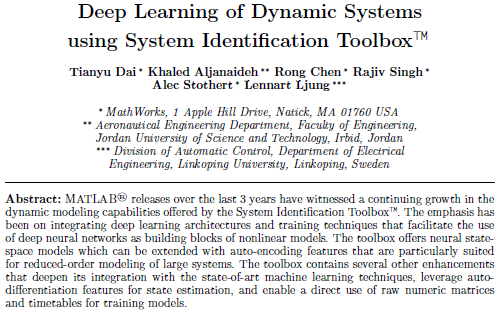 Deep Learning of Dynamic Systems
using System Identification Toolbox™
Tianyu Dai * Khaled Aljanaideh ** Rong Chen * Rajiv Singh *
Alec Stothert * Lennart Ljung ***
* MathWorks, 1 Apple Hill Drive, Natick, MA 01760 USA
** Aeronautical Engineering Department, Faculty of Engineering,
Jordan University of Science and Technology, Irbid, Jordan
*** Division of Automatic Control, Department of Electrical
Engineering, Linkoping University, Linkoping, Sweden
Abstract: MATLAB® releases over the last 3 years have witnessed a continuing growth in the
dynamic modeling capabilities offered by the System Identification Toolbox™. The emphasis has
been on integrating deep learning architectures and training techniques that facilitate the use
of deep neural networks as building blocks of nonlinear models. The toolbox offers neural state-
space models which can be extended with auto-encoding features that are particularly suited
for reduced-order modeling of large systems. The toolbox contains several other enhancements
that deepen its integration with the state-of-art machine learning techniques, leverage auto-
differentiation features for state estimation, and enable a direct use of raw numeric matrices
and timetables for training models.